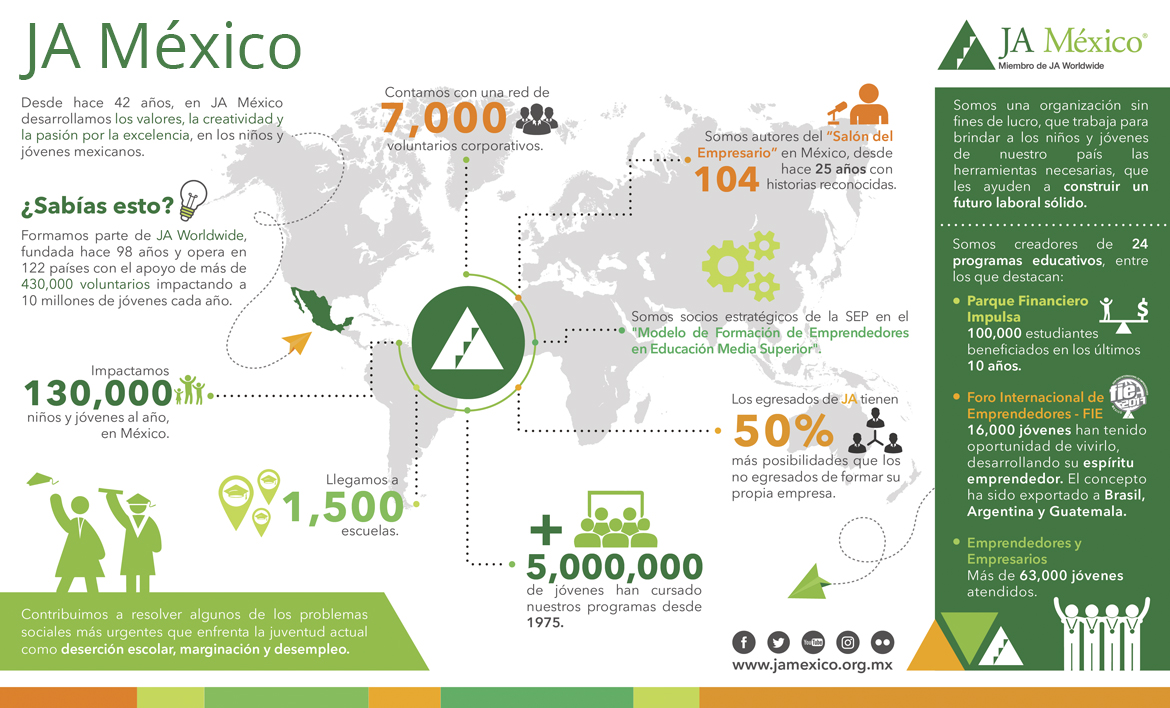 JA México
Desde hace 42 años, en JA México
desarrollamos los valores, la creatividad y
la pasión por la excelencia, en los niños y
jóvenes mexicanos.
¿Sabías esto?
Formamos parte de JA Worldwide,
fundada hace 98 años y opera en
122 países con el apoyo de más de
430,000 voluntarios impactando a
10 millones de jóvenes cada año.
Impactamos
130,000
niños y jóvenes al año,
en México.
Llegamos a
1,500
escuelas.
Contribuimos a resolver algunos de los problemas
sociales más urgentes que enfrenta la juventud actual
como deserción escolar, marginación y desempleo.
Contamos con una red de
7,000
voluntarios corporativos.
Somos autores del "Salón del
Empresario" en México, desde
104 hace 25 años con
historias reconocidas.
Somos socios estratégicos de la SEP en el
"Modelo de Formación de Emprendedores
en Educación Media Superior".
Los egresados de JA tienen
50%
más posibilidades que los
no egresados de formar su
propia empresa.
+
5,000,000
de jóvenes han cursado
nuestros programas desde
1975.
You Tube
www.jamexico.org.mx
JA México®
Miembro de JA Worldwide
Somos una organización sin
fines de lucro, que trabaja para
brindar a los niños y jóvenes
de nuestro país las
herramientas necesarias, que
les ayuden a construir un
futuro laboral sólido.
Somos creadores de 24
programas educativos, entre
los que destacan:
• Parque Financiero
Impulsa
$
100,000 estudiantes
beneficiados en los últimos
10 años.
• Foro Internacional de
Emprendedores - FIE
fie
2017
16,000 jóvenes han tenido
oportunidad de vivirlo,
desarrollando su espíritu
emprendedor. El concepto
ha sido exportado a Brasil,
Argentina y Guatemala.
• Emprendedores y
Empresarios
Más de 63,000 jóvenes
atendidos.